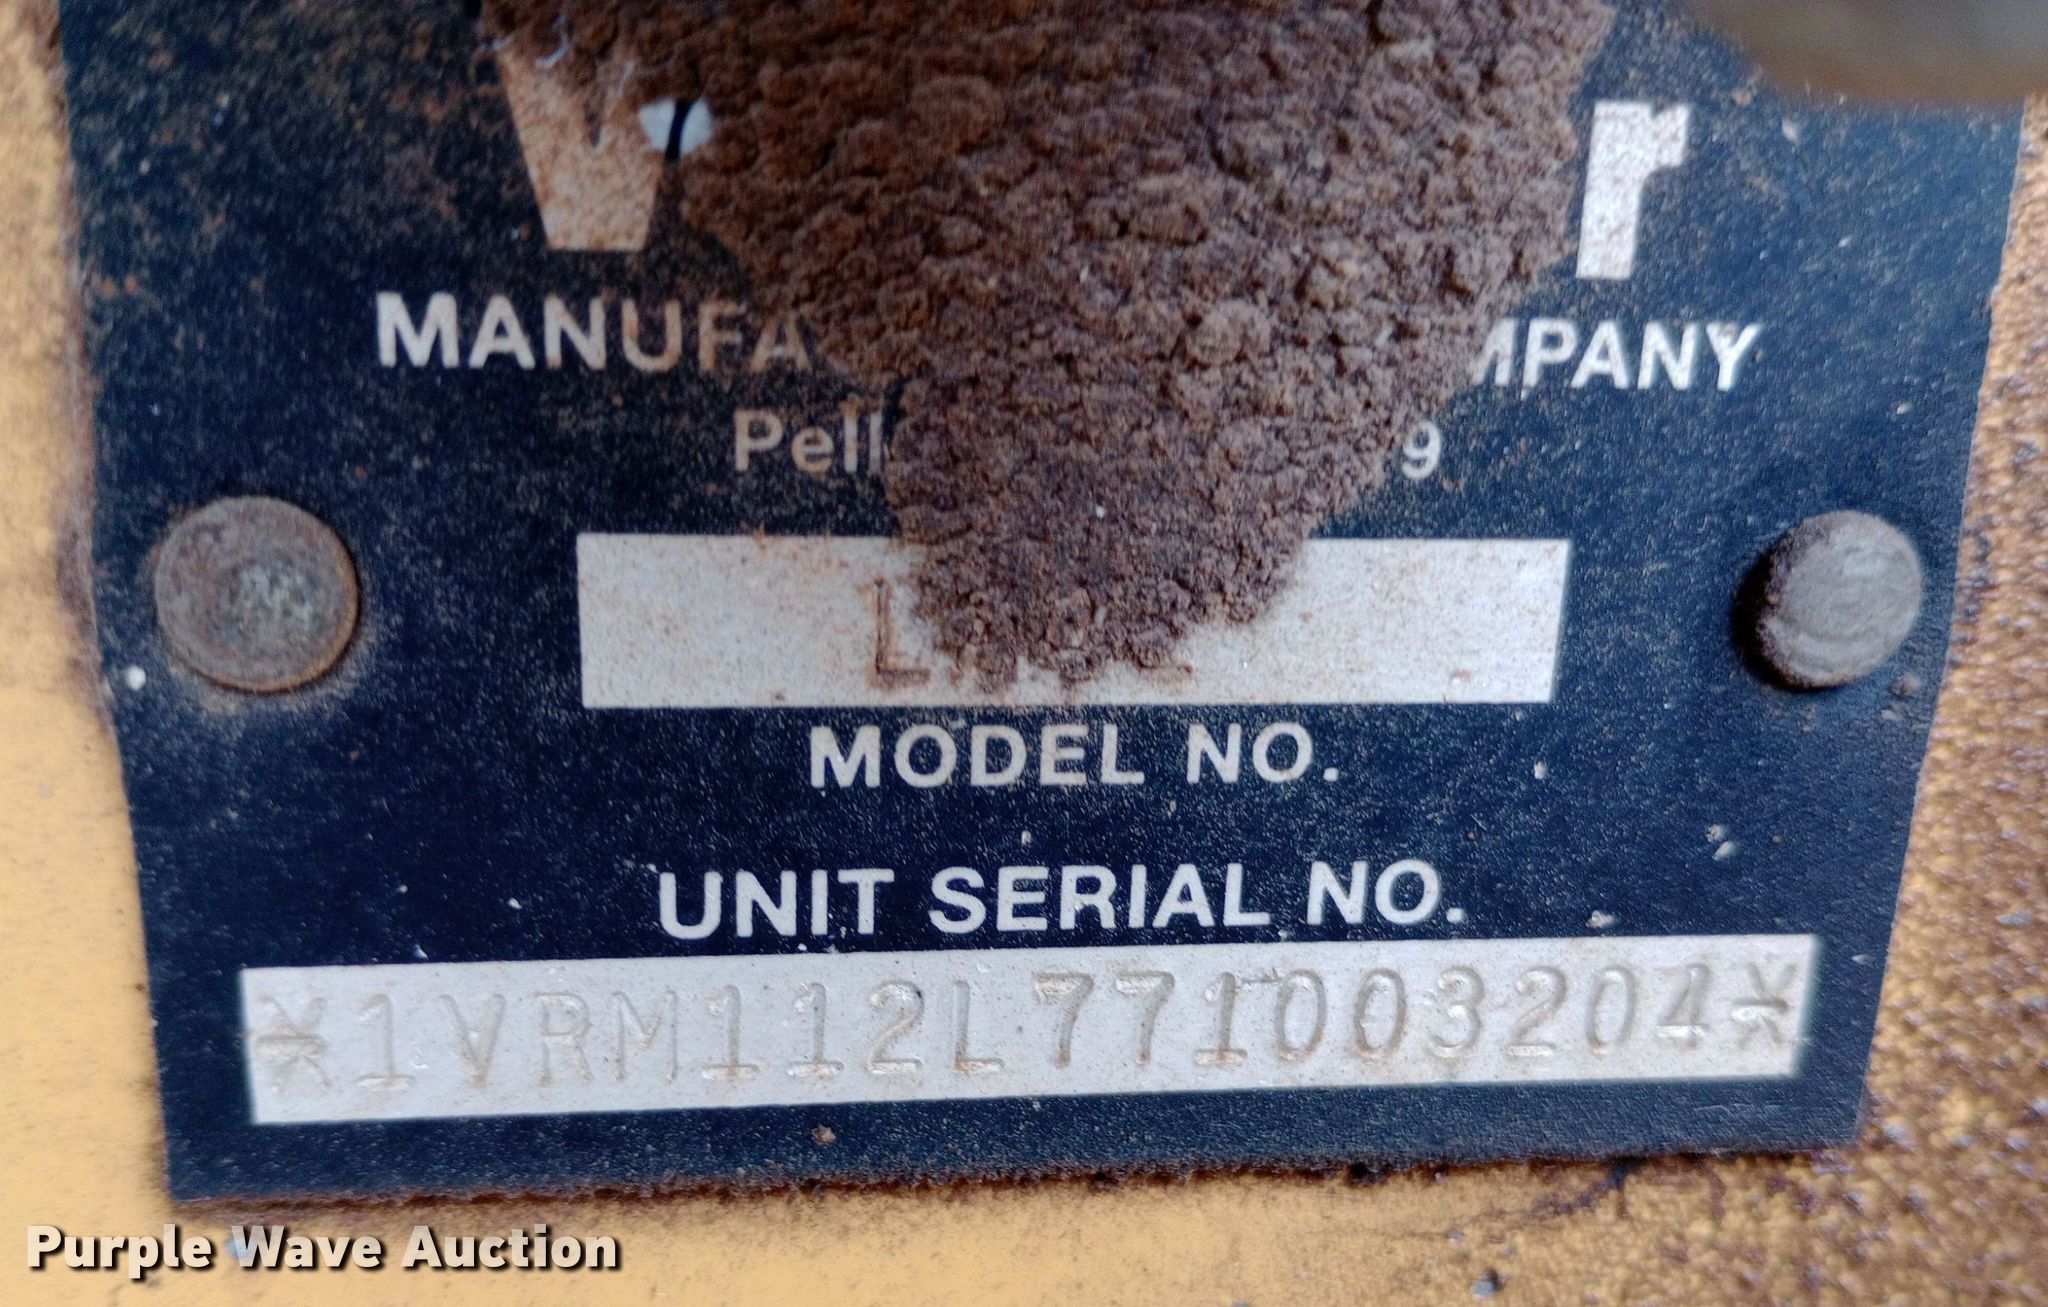 r
MANUFA MPANY
Pell 9
MODEL NO.
UNIT SERIAL NO.
*1VRM112L771003204*
Purple Wave Auction